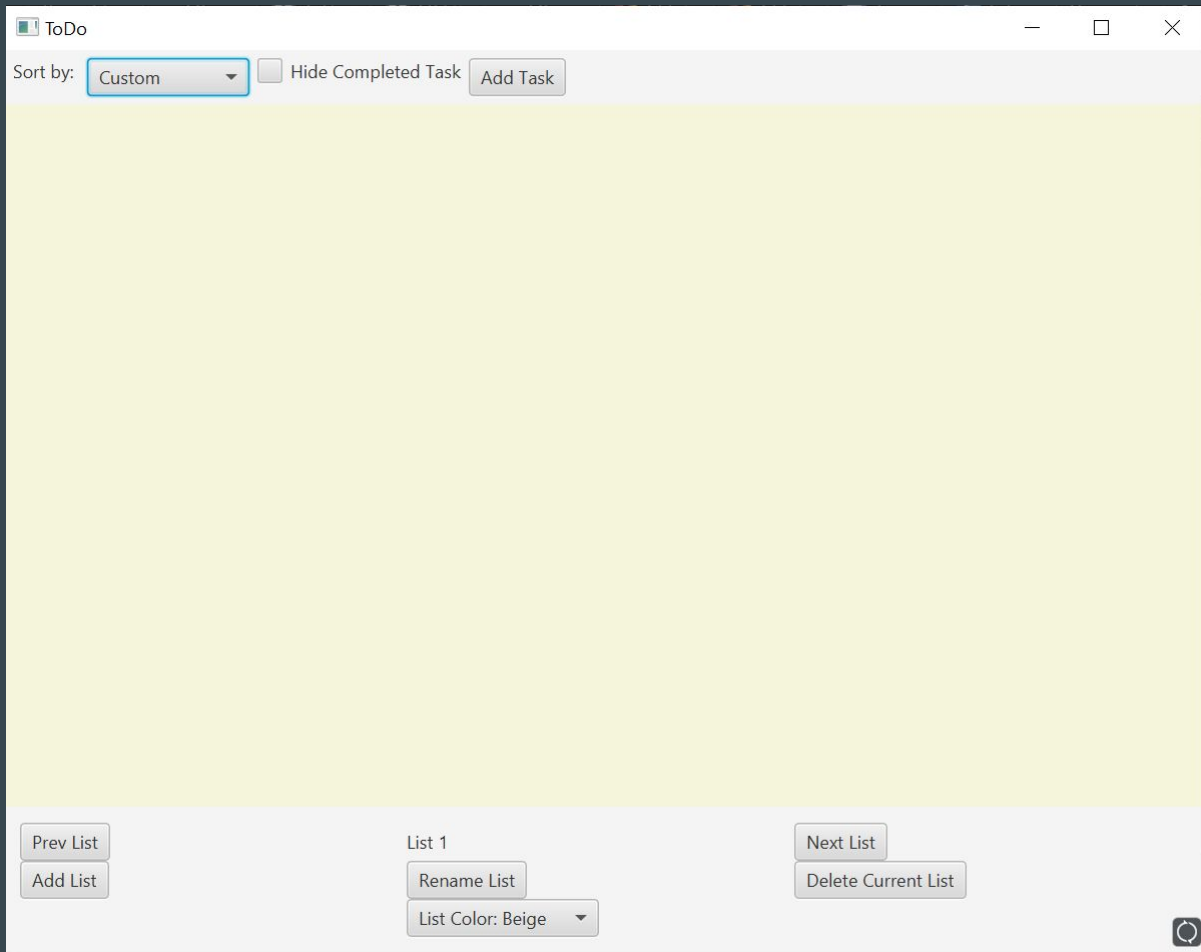 ToDo
Sort by: Custom Hide Completed Task Add Task
Prev List List 1 Next List
Add List Rename List Delete Current List
List Color: Beige